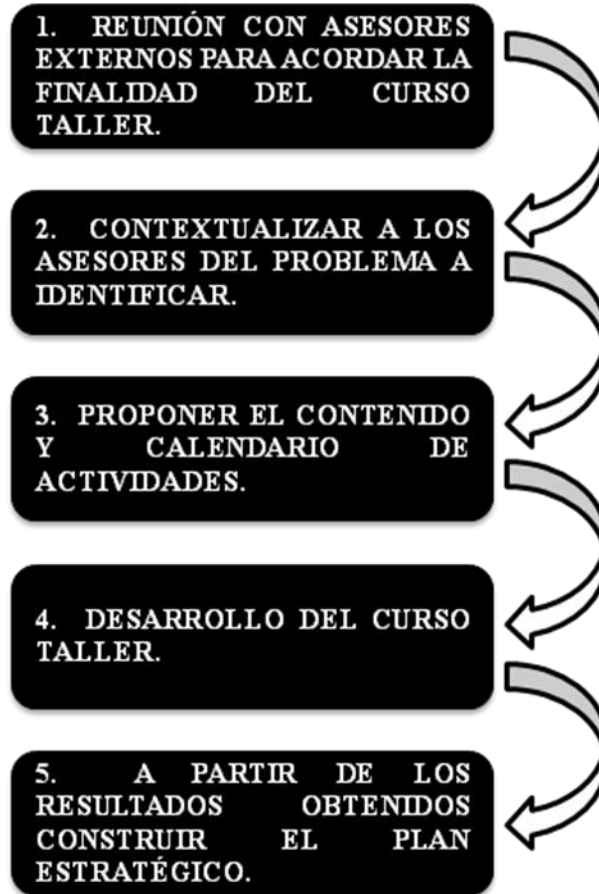 1. REUNIÓN CON ASESORES
EXTERNOS PARA ACORDAR LA
FINALIDAD DEL CURSO
TALLER.
2. CONTEXTUALIZAR A LOS
ASESORES DEL PROBLEMA A
IDENTIFICAR.
3. PROPONER EL CONTENIDO
Y CALENDARIO DE
ACTIVIDADES.
4. DESARROLLO DEL CURSO
TALLER.
5. A PARTIR DE LOS
RESULTADOS OBTENIDOS
CONSTRUIR EL PLAN
ESTRATÉGICO.